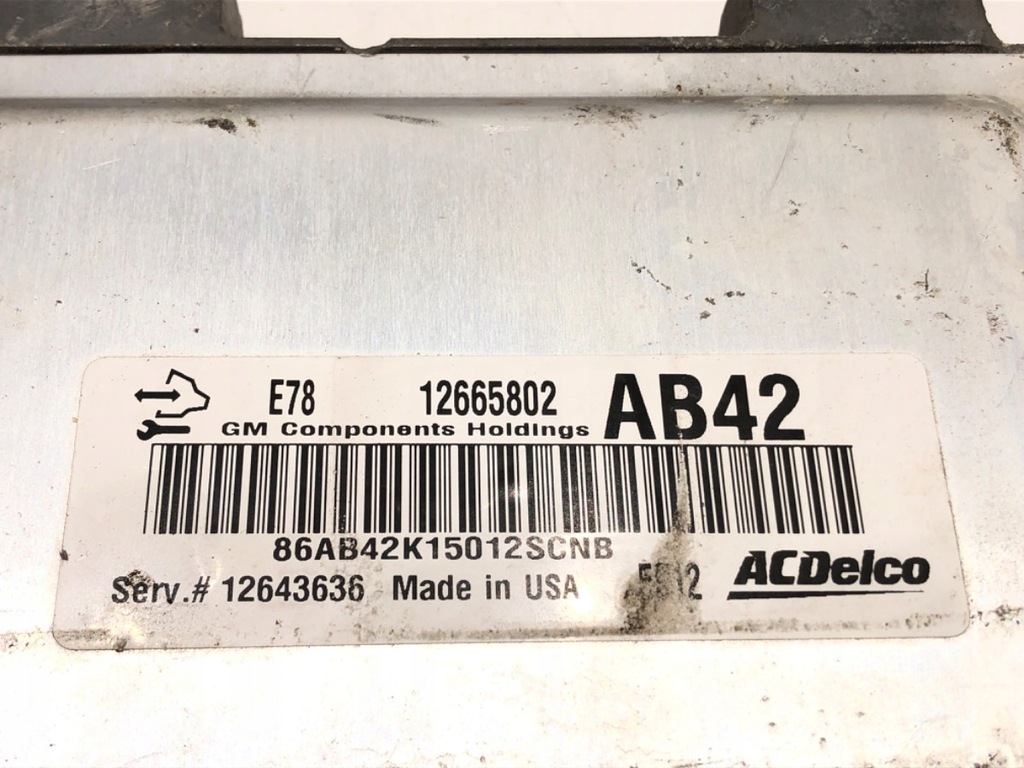 E78 12665802 AB42
GM Components Holdings
86AB42K15012SCNB
Serv.# 12643636 Made in USA ACDelco